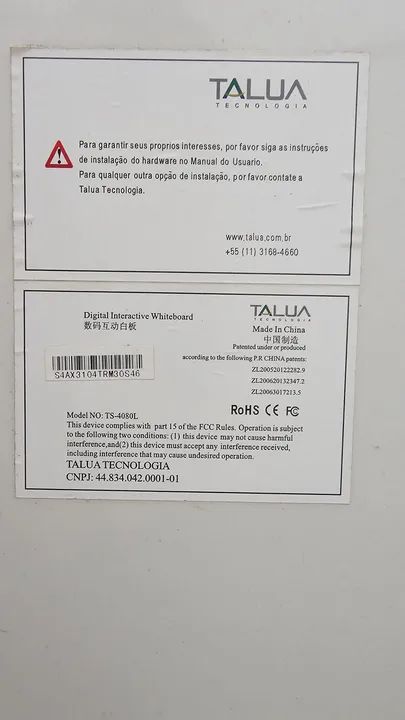 TALUA
TECNOLOGIA
Para garantir seus proprios interesses, por favor siga as instruções
de instalação do hardware no Manual do Usuario.
Para qualquer outra opção de instalação, por favor contate a
Talua Tecnologia.
www.talua.com.br
+55 (11) 3168-4660
Digital Interactive Whiteboard
数码互动白板
TALUA
TECNOLOGIA
Made In China
中国制造
Patented under or produced
according to the following P.R CHINA patents:
ZL200520122282.9
ZL200620132347.2
ZL20063017213.5
S4AX3104TRM30S46
RoHS CE FC
Model NO: TS-4080L
This device complies with part 15 of the FCC Rules. Operation is subject
to the following two conditions: (1) this device may not cause harmful
interference,and(2) this device must accept any interference received,
including interference that may cause undesired operation.
TALUA TECNOLOGIA
CNPJ: 44.834.042.0001-01